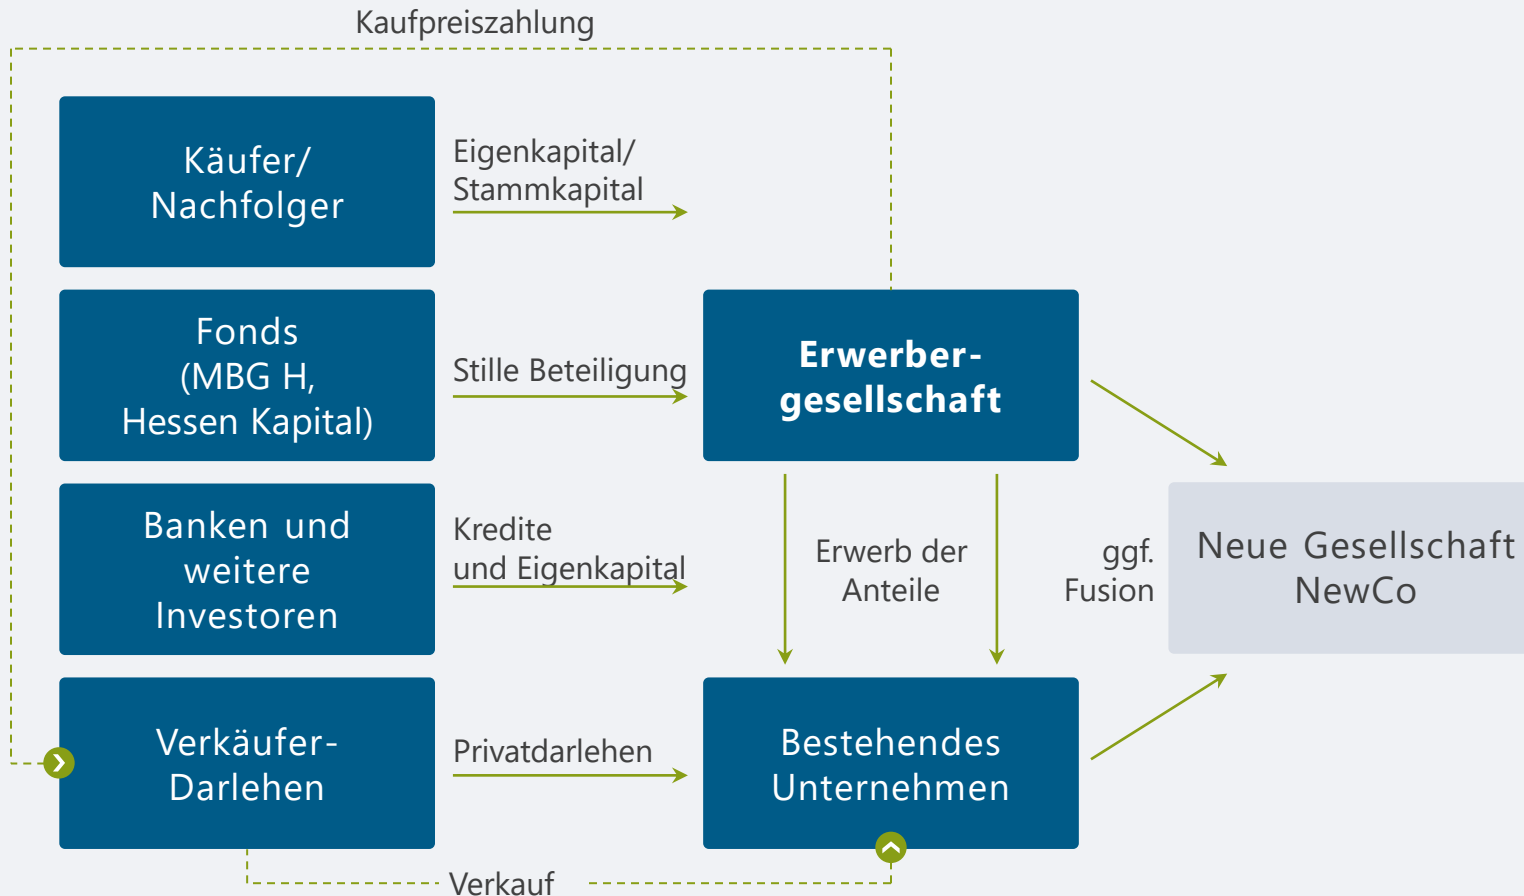 Kaufpreiszahlung
Käufer/
Nachfolger
Eigenkapital/
Stammkapital
Fonds
(MBG H,
Hessen Kapital)
Stille Beteiligung
Erwerber-
gesellschaft
Banken und
weitere
Investoren
Kredite
und Eigenkapital
Erwerb der
Anteile
ggf.
Fusion
Neue Gesellschaft
NewCo
Verkäufer-
Darlehen
Privatdarlehen
Bestehendes
Unternehmen
Verkauf